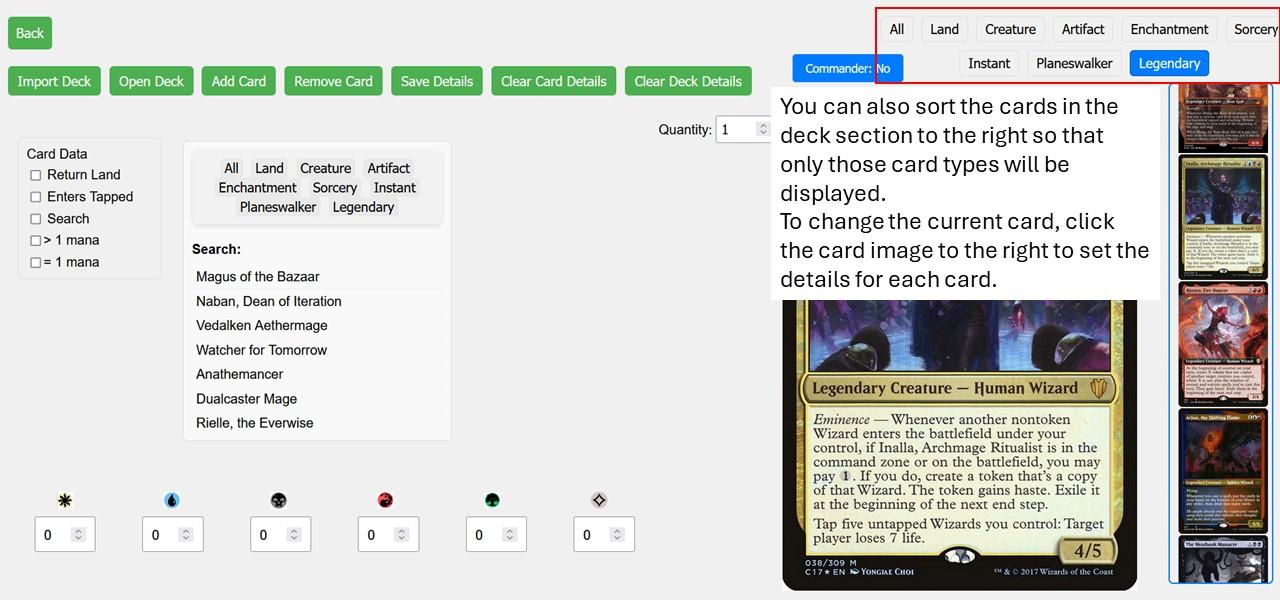 Back
All Land Creature Artifact Enchantment Sorcery
Instant Planeswalker Legendary
Import Deck Open Deck Add Card Remove Card Save Details Clear Card Details Clear Deck Details
Commander: No
Quantity: 1
You can also sort the cards in the
deck section to the right so that
only those card types will be
displayed.
To change the current card, click
the card image to the right to set the
details for each card.
Card Data
Return Land
Enters Tapped
Search
> 1 mana
= 1 mana
All Land Creature Artifact
Enchantment Sorcery Instant
Planeswalker Legendary
Search:
Magus of the Bazaar
Naban, Dean of Iteration
Vedalken Aethermage
Watcher for Tomorrow
Anathemancer
Dualcaster Mage
Rielle, the Everwise
0 0 0 0 0 0
Legendary Creature — Human Wizard
Eminence — Whenever another nontoken
Wizard enters the battlefield under your
control, if Inalla, Archmage Ritualist is in the
command zone or on the battlefield, you may
pay 1. If you do, create a token that's a copy
of that Wizard. The token gains haste. Exile it
at the beginning of the next end step.
Tap five untapped Wizards you control: Target
player loses 7 life.
4/5
038/309 M
C17 ★ EN Yongjae Choi
™ & © 2017 Wizards of the Coast
Inalla, Archmage Ritualist
Legendary Creature — Human Wizard
The Meathook Massacre